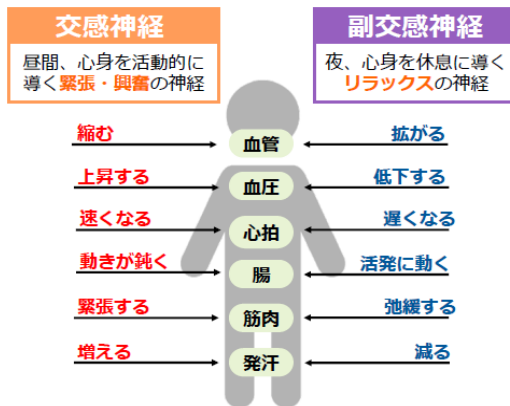 交感神経
昼間、心身を活動的に
導く緊張・興奮の神経
副交感神経
夜、心身を休息に導く
リラックスの神経
縮む 血管 拡がる
上昇する 血圧 低下する
速くなる 心拍 遅くなる
動きが鈍く 腸 活発に動く
緊張する 筋肉 弛緩する
増える 発汗 減る